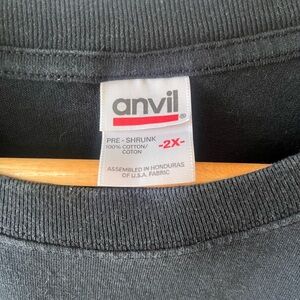 anvil
®
PRE - SHRUNK
100% COTTON/
COTON
-2X-
ASSEMBLED IN HONDURAS
OF U.S.A. FABRIC